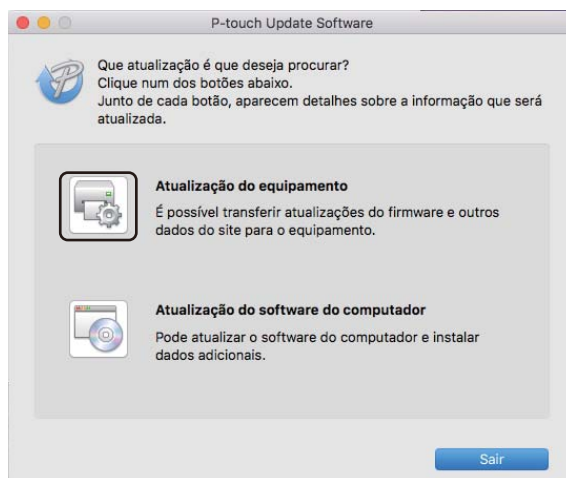 P-touch Update Software
Que atualização é que deseja procurar?
Clique num dos botões abaixo.
Junto de cada botão, aparecem detalhes sobre a informação que será
atualizada.
Atualização do equipamento
É possível transferir atualizações do firmware e outros
dados do site para o equipamento.
Atualização do software do computador
Pode atualizar o software do computador e instalar
dados adicionais.
Sair